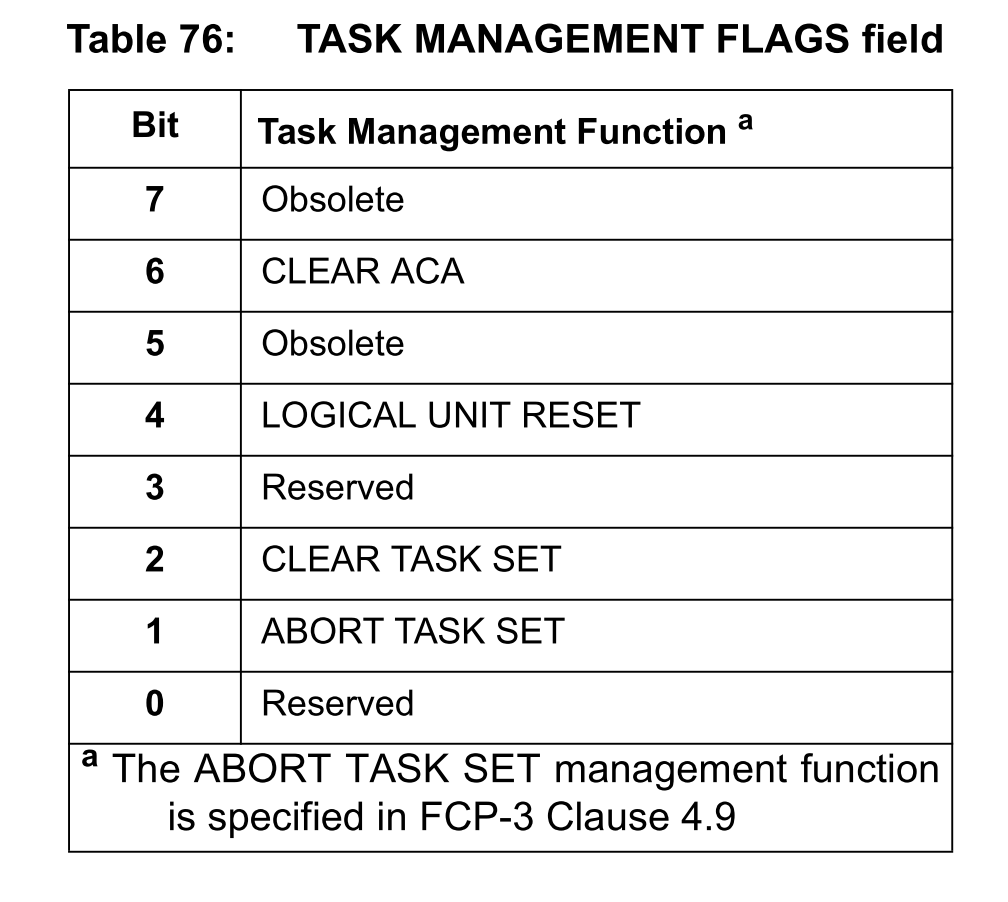 Table 76: TASK MANAGEMENT FLAGS field
Bit Task Management Function a
7 Obsolete
6 CLEAR ACA
5 Obsolete
4 LOGICAL UNIT RESET
3 Reserved
2 CLEAR TASK SET
1 ABORT TASK SET
0 Reserved
a The ABORT TASK SET management function
is specified in FCP-3 Clause 4.9